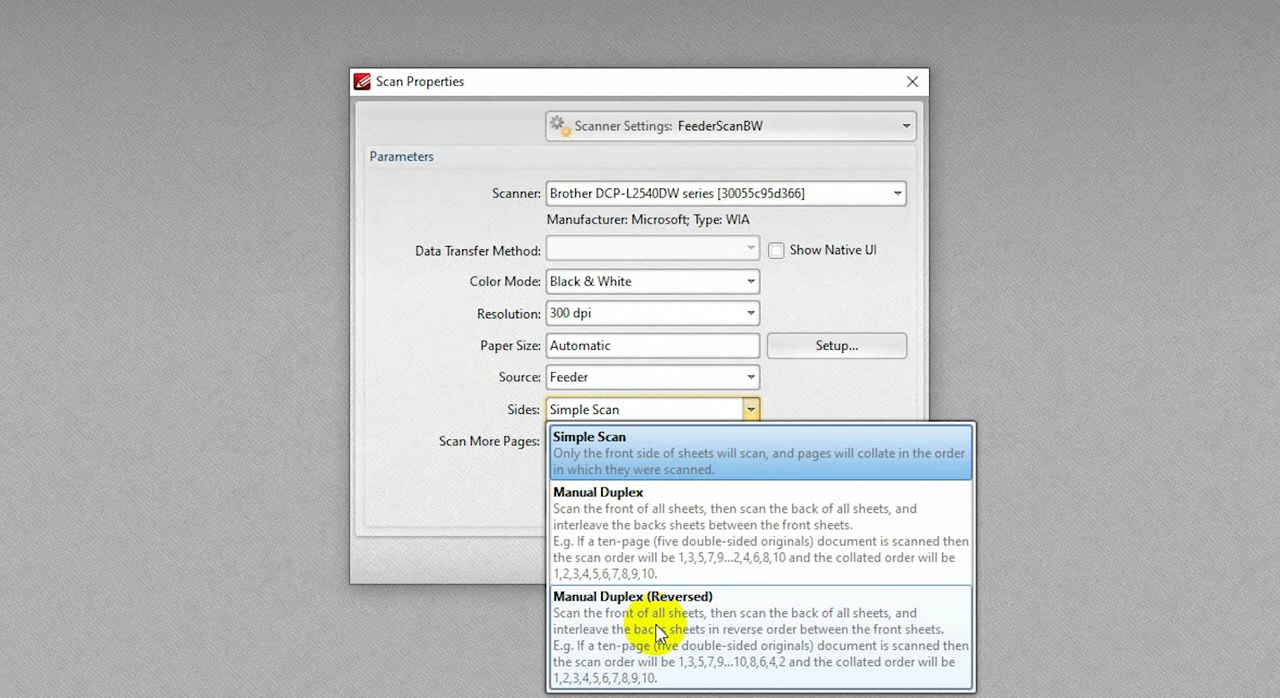 Scan Properties
Scanner Settings: FeederScanBW
Parameters
Scanner: Brother DCP-L2540DW series [30055c95d366]
Manufacturer: Microsoft; Type: WIA
Data Transfer Method:
Show Native UI
Color Mode: Black & White
Resolution: 300 dpi
Paper Size: Automatic
Setup...
Source: Feeder
Sides: Simple Scan
Scan More Pages:
Simple Scan
Only the front side of sheets will scan, and pages will collate in the order
in which they were scanned.
Manual Duplex
Scan the front of all sheets, then scan the back of all sheets, and
interleave the backs sheets between the front sheets.
E.g. If a ten-page (five double-sided originals) document is scanned then
the scan order will be 1,3,5,7,9...2,4,6,8,10 and the collated order will be
1,2,3,4,5,6,7,8,9,10.
Manual Duplex (Reversed)
Scan the front of all sheets, then scan the back of all sheets, and
interleave the backs sheets in reverse order between the front sheets.
E.g. If a ten-page (five double-sided originals) document is scanned then
the scan order will be 1,3,5,7,9...10,8,6,4,2 and the collated order will be
1,2,3,4,5,6,7,8,9,10.